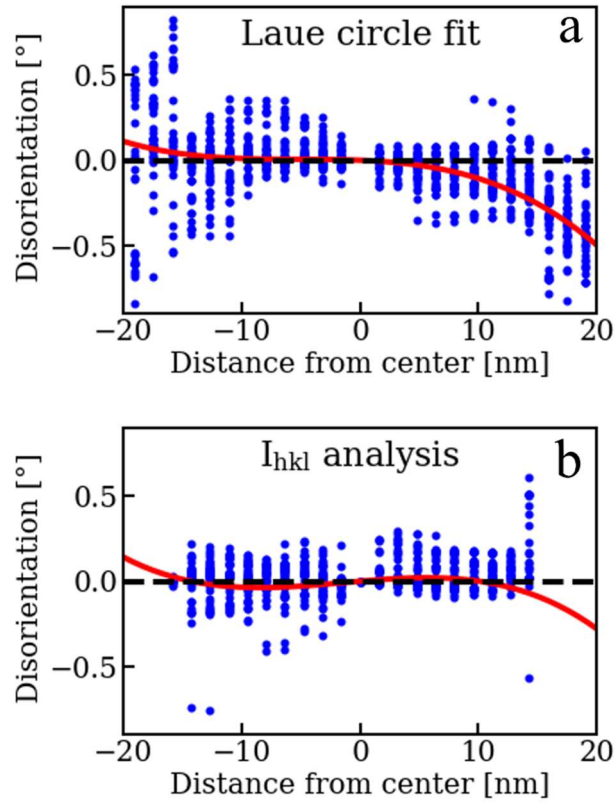 Laue circle fit a
Disorientation [°]
0.5
0.0
−0.5
−20 −10 0 10 20
Distance from center [nm]
I_hkl analysis b
Disorientation [°]
0.5
0.0
−0.5
−20 −10 0 10 20
Distance from center [nm]